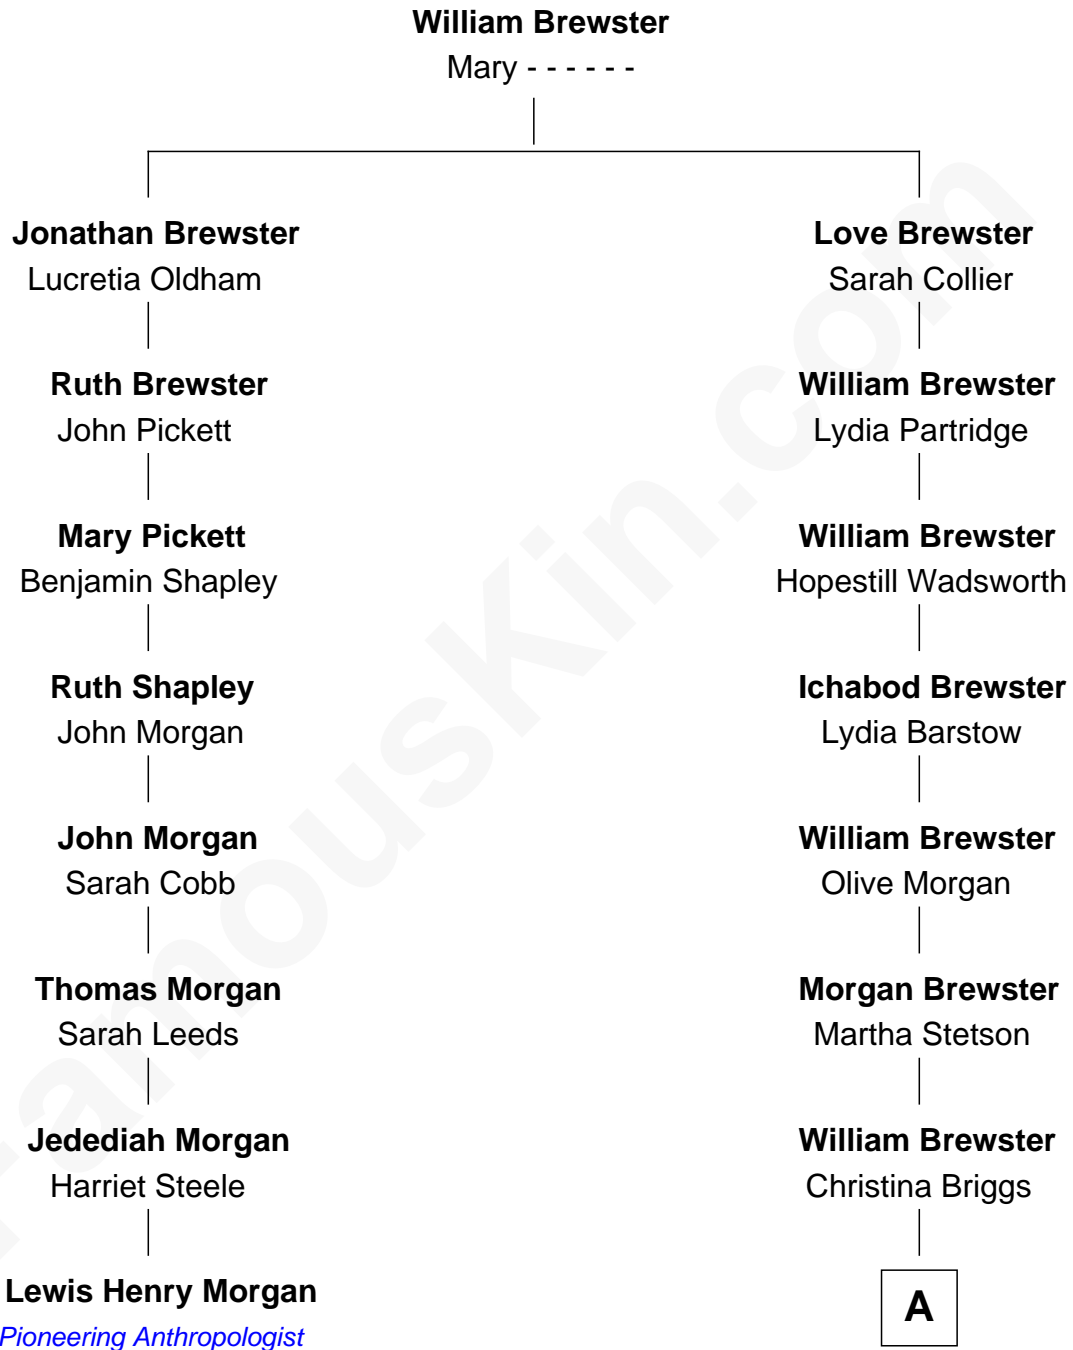 William Brewster
Mary - - - - - -
Jonathan Brewster
Lucretia Oldham
Love Brewster
Sarah Collier
Ruth Brewster
John Pickett
William Brewster
Lydia Partridge
Mary Pickett
Benjamin Shapley
William Brewster
Hopestill Wadsworth
Ruth Shapley
John Morgan
Ichabod Brewster
Lydia Barstow
John Morgan
Sarah Cobb
William Brewster
Olive Morgan
Thomas Morgan
Sarah Leeds
Morgan Brewster
Martha Stetson
Jedediah Morgan
Harriet Steele
William Brewster
Christina Briggs
Lewis Henry Morgan
Pioneering Anthropologist
A
FamousKin.com